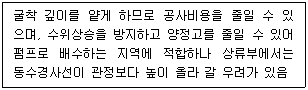 굴착 깊이를 얕게 하므로 공사비용을 줄일 수 있
으며, 수위상승을 방지하고 양정고를 줄일 수 있어
펌프로 배수하는 지역에 적합하나 상류부에서는
동수경사선이 관정보다 높이 올라 갈 우려가 있음